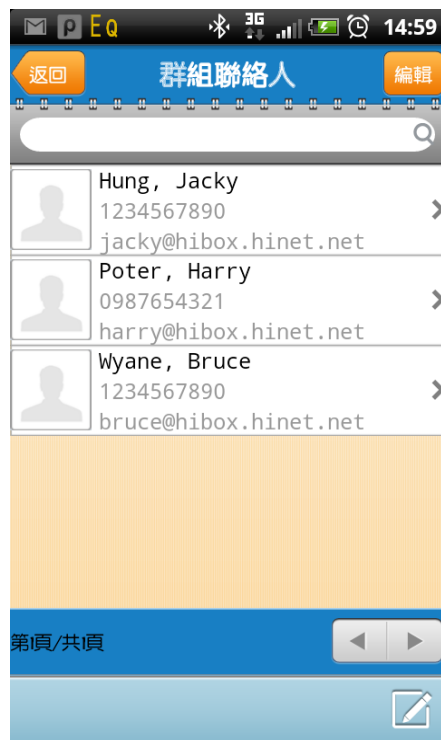 EQ 3G 14:59
返回 群組聯絡人 編輯
Hung, Jacky
1234567890
jacky@hibox.hinet.net
Poter, Harry
0987654321
harry@hibox.hinet.net
Wyane, Bruce
1234567890
bruce@hibox.hinet.net
第1頁/共1頁